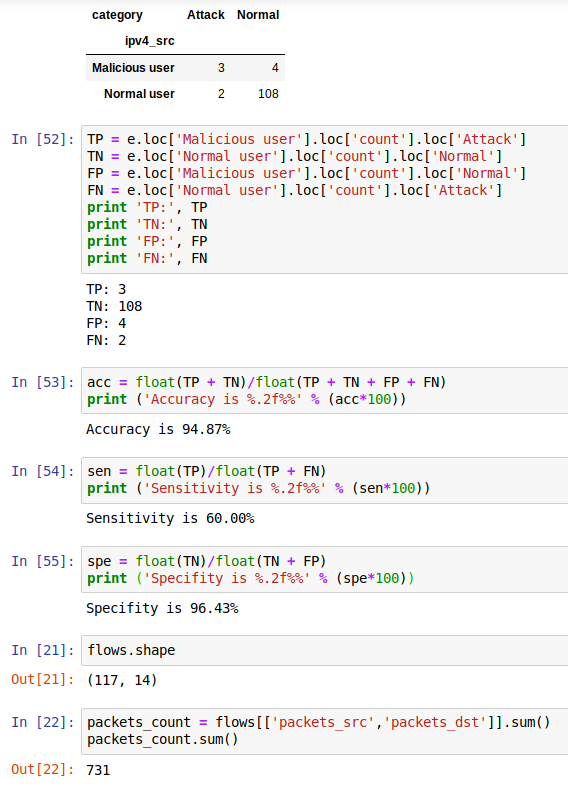 category Attack Normal
ipv4_src
Malicious user 3 4
Normal user 2 108
In [52]: TP = e.loc['Malicious user'].loc['count'].loc['Attack']
TN = e.loc['Normal user'].loc['count'].loc['Normal']
FP = e.loc['Malicious user'].loc['count'].loc['Normal']
FN = e.loc['Normal user'].loc['count'].loc['Attack']
print 'TP:', TP
print 'TN:', TN
print 'FP:', FP
print 'FN:', FN
TP: 3
TN: 108
FP: 4
FN: 2
In [53]: acc = float(TP + TN)/float(TP + TN + FP + FN)
print ('Accuracy is %.2f%%' % (acc*100))
Accuracy is 94.87%
In [54]: sen = float(TP)/float(TP + FN)
print ('Sensitivity is %.2f%%' % (sen*100))
Sensitivity is 60.00%
In [55]: spe = float(TN)/float(TN + FP)
print ('Specifity is %.2f%%' % (spe*100))
Specifity is 96.43%
In [21]: flows.shape
Out[21]: (117, 14)
In [22]: packets_count = flows[['packets_src','packets_dst']].sum()
packets_count.sum()
Out[22]: 731